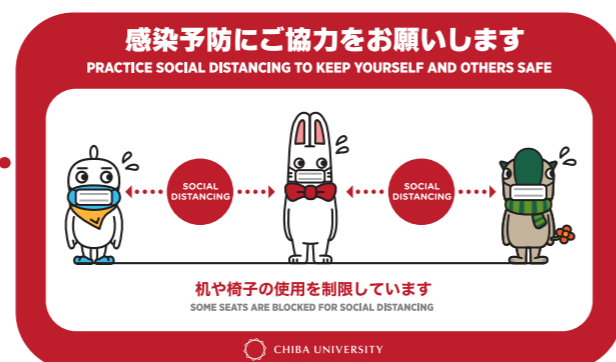 感染予防にご協力をお願いします
PRACTICE SOCIAL DISTANCING TO KEEP YOURSELF AND OTHERS SAFE
SOCIAL
DISTANCING
SOCIAL
DISTANCING
机や椅子の使用を制限しています
SOME SEATS ARE BLOCKED FOR SOCIAL DISTANCING
CHIBA UNIVERSITY